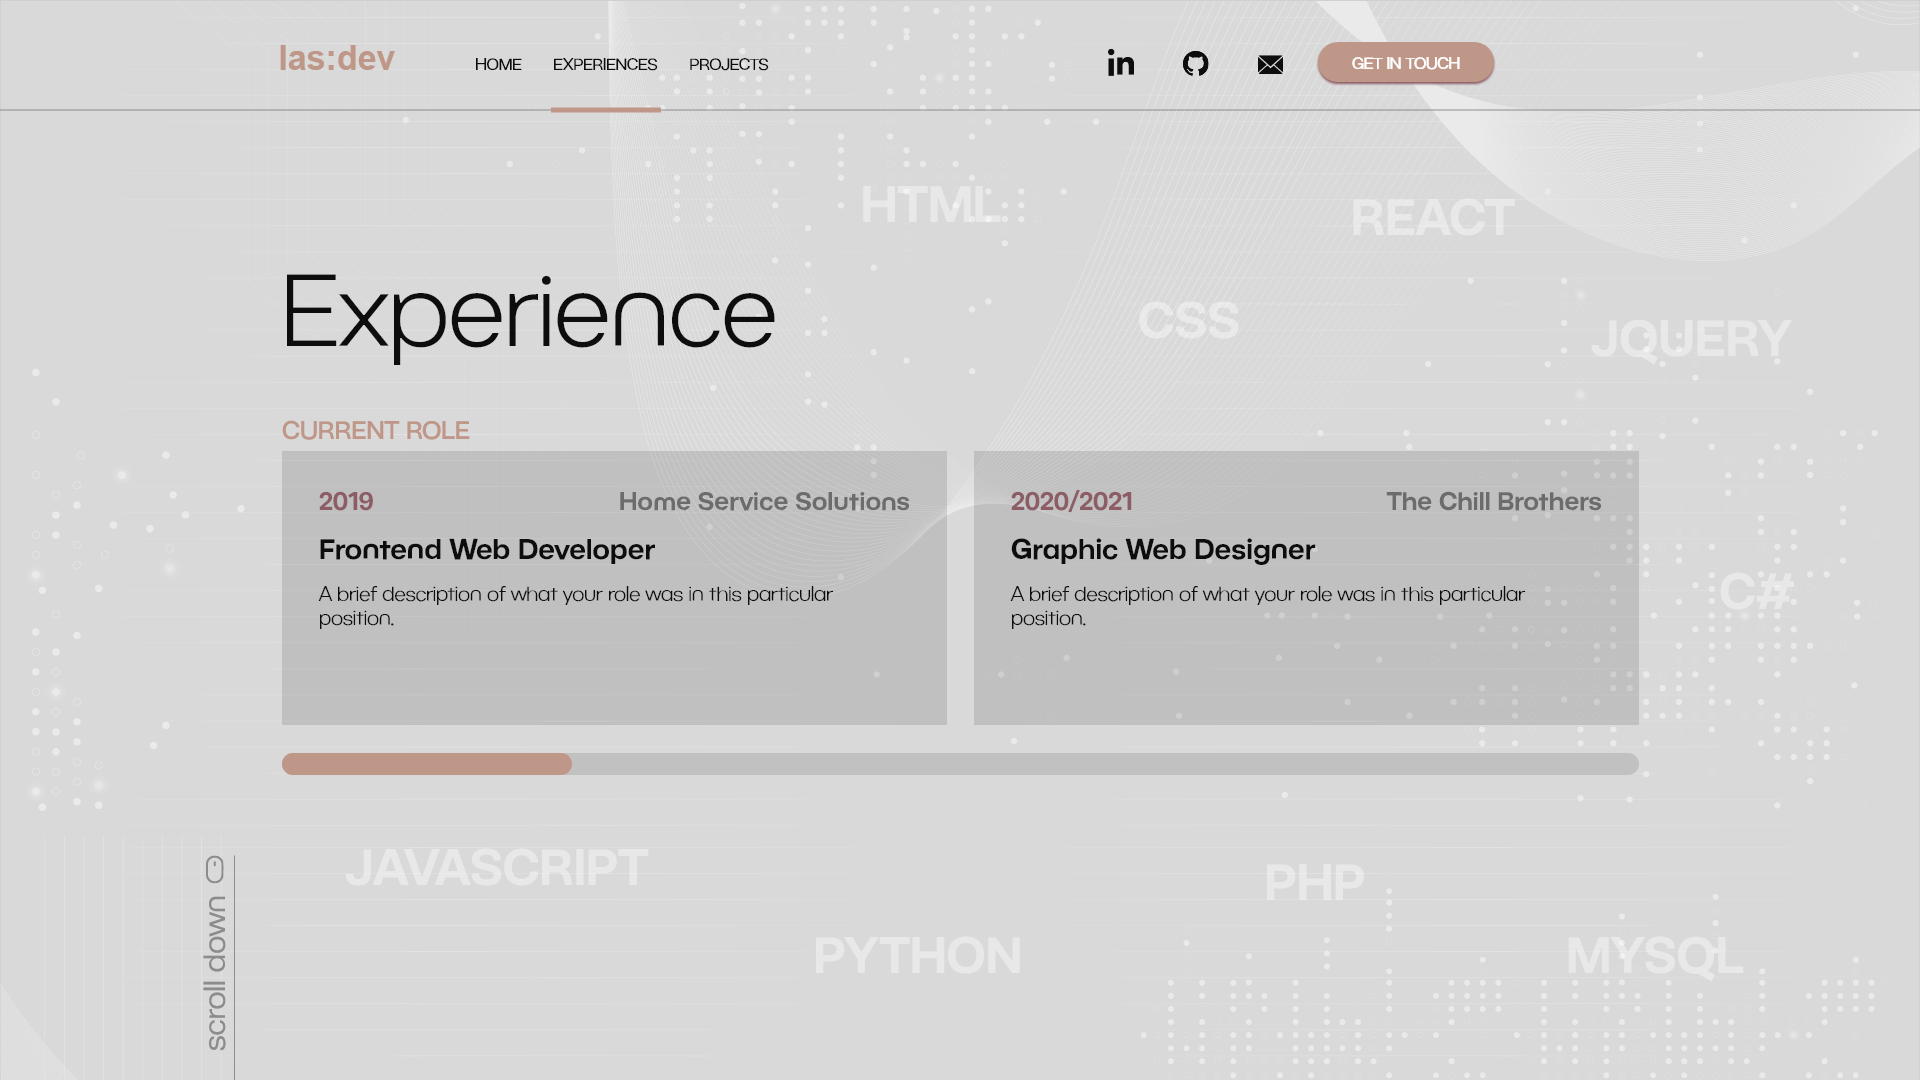 las:dev
HOME EXPERIENCES PROJECTS
in
GET IN TOUCH
HTML
REACT
Experience
CSS
JQUERY
CURRENT ROLE
2019 Home Service Solutions
Frontend Web Developer
A brief description of what your role was in this particular
position.
2020/2021 The Chill Brothers
Graphic Web Designer
A brief description of what your role was in this particular
position.
C#
JAVASCRIPT
PHP
PYTHON
MYSQL
scroll down